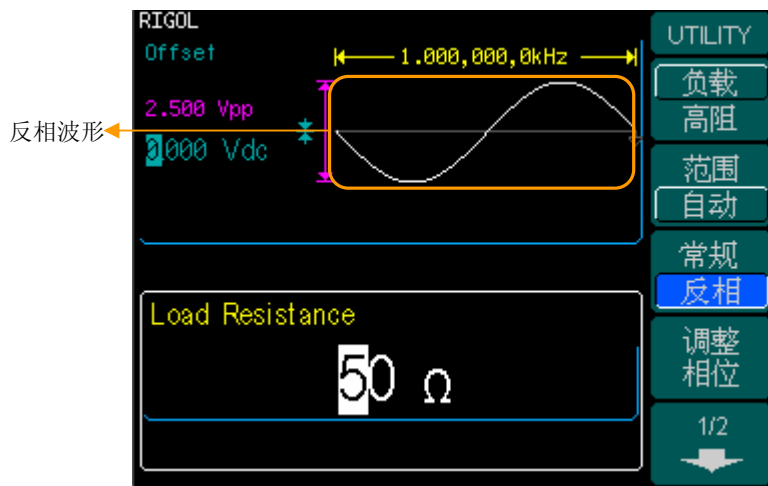 RIGOL
Offset
1.000,000,0kHz
2.500 Vpp
0.000 Vdc
反相波形
Load Resistance
50 Ω
UTILITY
负载
高阻
范围
自动
常规
反相
调整
相位
1/2